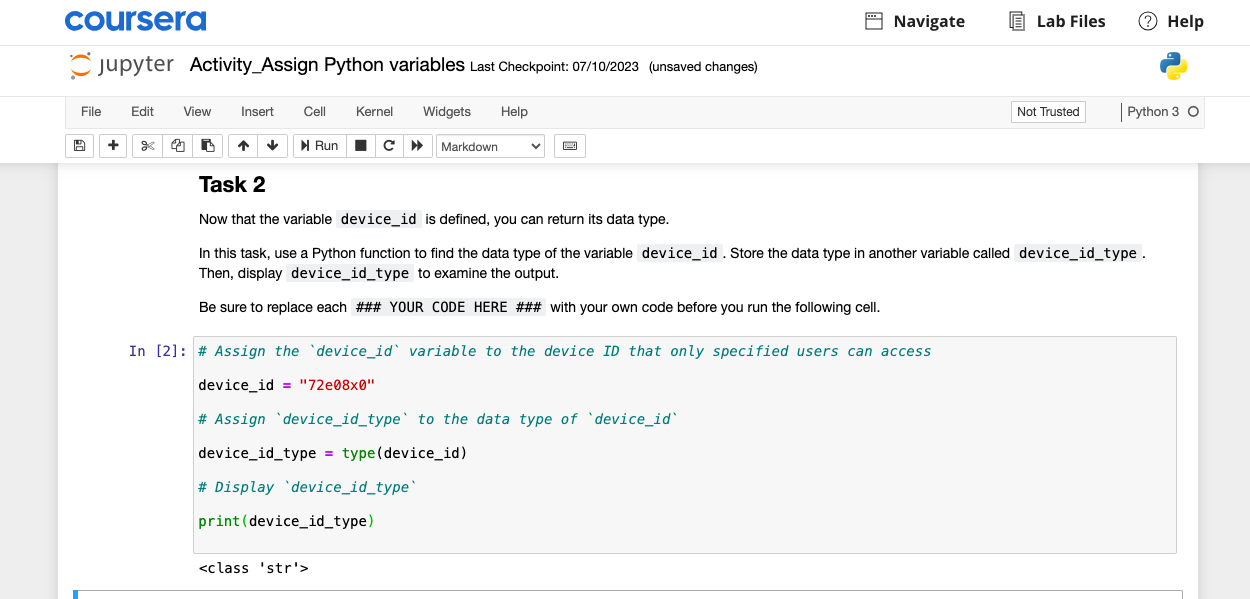 coursera Navigate Lab Files Help
jupyter Activity_Assign Python variables Last Checkpoint: 07/10/2023 (unsaved changes)
File Edit View Insert Cell Kernel Widgets Help Not Trusted Python 3
Run Markdown
Task 2
Now that the variable device_id is defined, you can return its data type.
In this task, use a Python function to find the data type of the variable device_id . Store the data type in another variable called device_id_type .
Then, display device_id_type to examine the output.
Be sure to replace each ### YOUR CODE HERE ### with your own code before you run the following cell.
In [2]: # Assign the `device_id` variable to the device ID that only specified users can access
device_id = "72e08x0"
# Assign `device_id_type` to the data type of `device_id`
device_id_type = type(device_id)
# Display `device_id_type`
print(device_id_type)
<class 'str'>